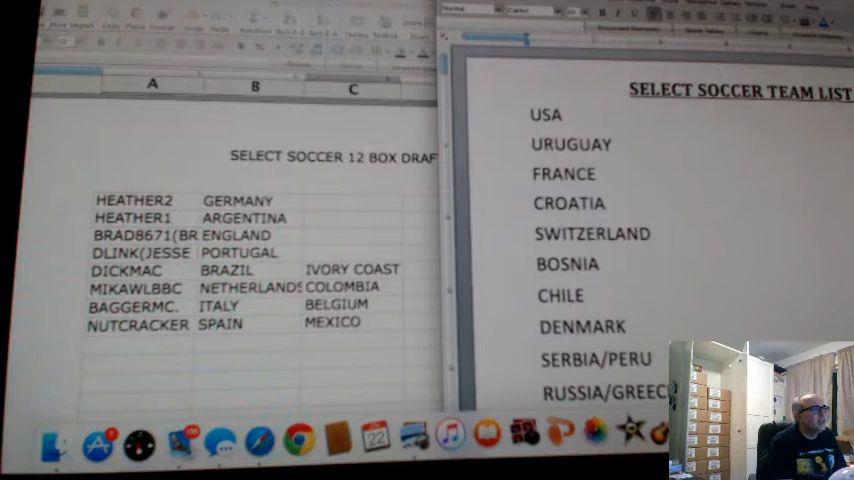 A B C
SELECT SOCCER 12 BOX DRAF
HEATHER2 GERMANY
HEATHER1 ARGENTINA
BRAD8671(BR ENGLAND
DLINK(JESSE PORTUGAL
DICKMAC BRAZIL IVORY COAST
MIKAWLBBC NETHERLANDS COLOMBIA
BAGGERMC. ITALY BELGIUM
NUTCRACKER SPAIN MEXICO
SELECT SOCCER TEAM LIST
USA
URUGUAY
FRANCE
CROATIA
SWITZERLAND
BOSNIA
CHILE
DENMARK
SERBIA/PERU
RUSSIA/GREEC
22